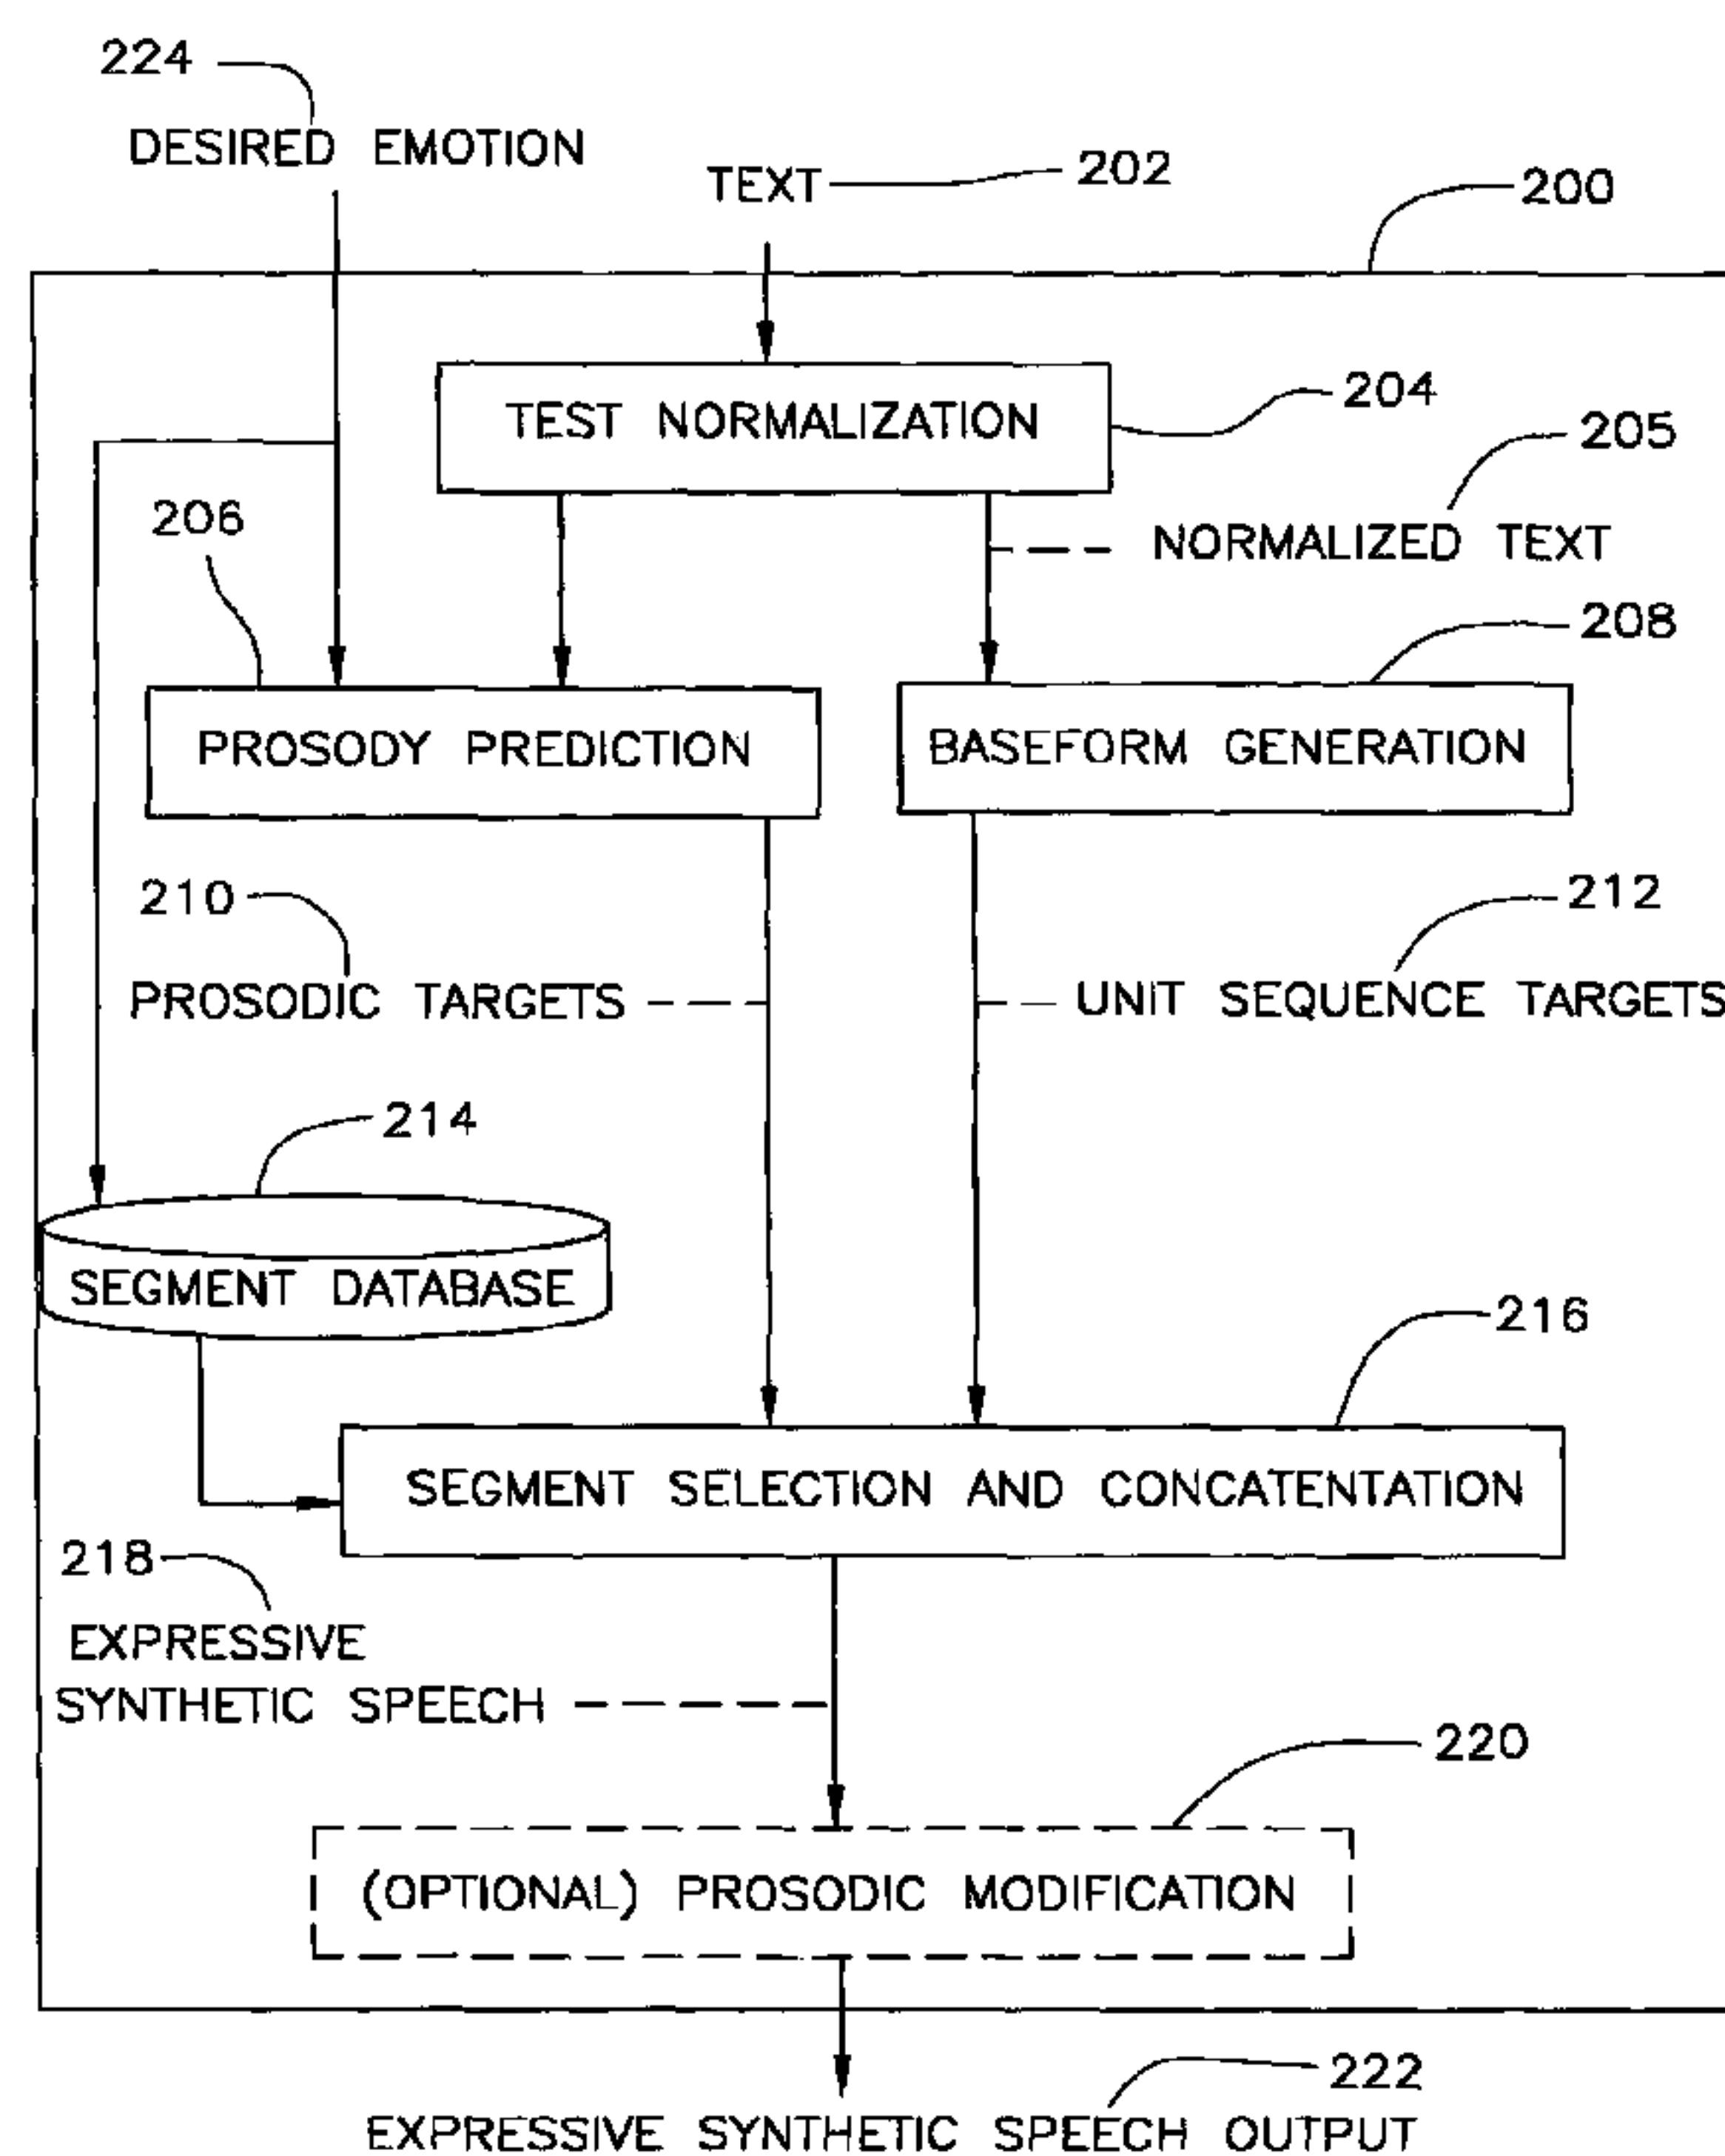 224
DESIRED EMOTION
TEXT
202
200
TEST NORMALIZATION
204
205
NORMALIZED TEXT
206
208
PROSODY PREDICTION
BASEFORM GENERATION
210
212
PROSODIC TARGETS
UNIT SEQUENCE TARGETS
214
SEGMENT DATABASE
216
SEGMENT SELECTION AND CONCATENTATION
218
EXPRESSIVE
SYNTHETIC SPEECH
220
(OPTIONAL) PROSODIC MODIFICATION
222
EXPRESSIVE SYNTHETIC SPEECH OUTPUT